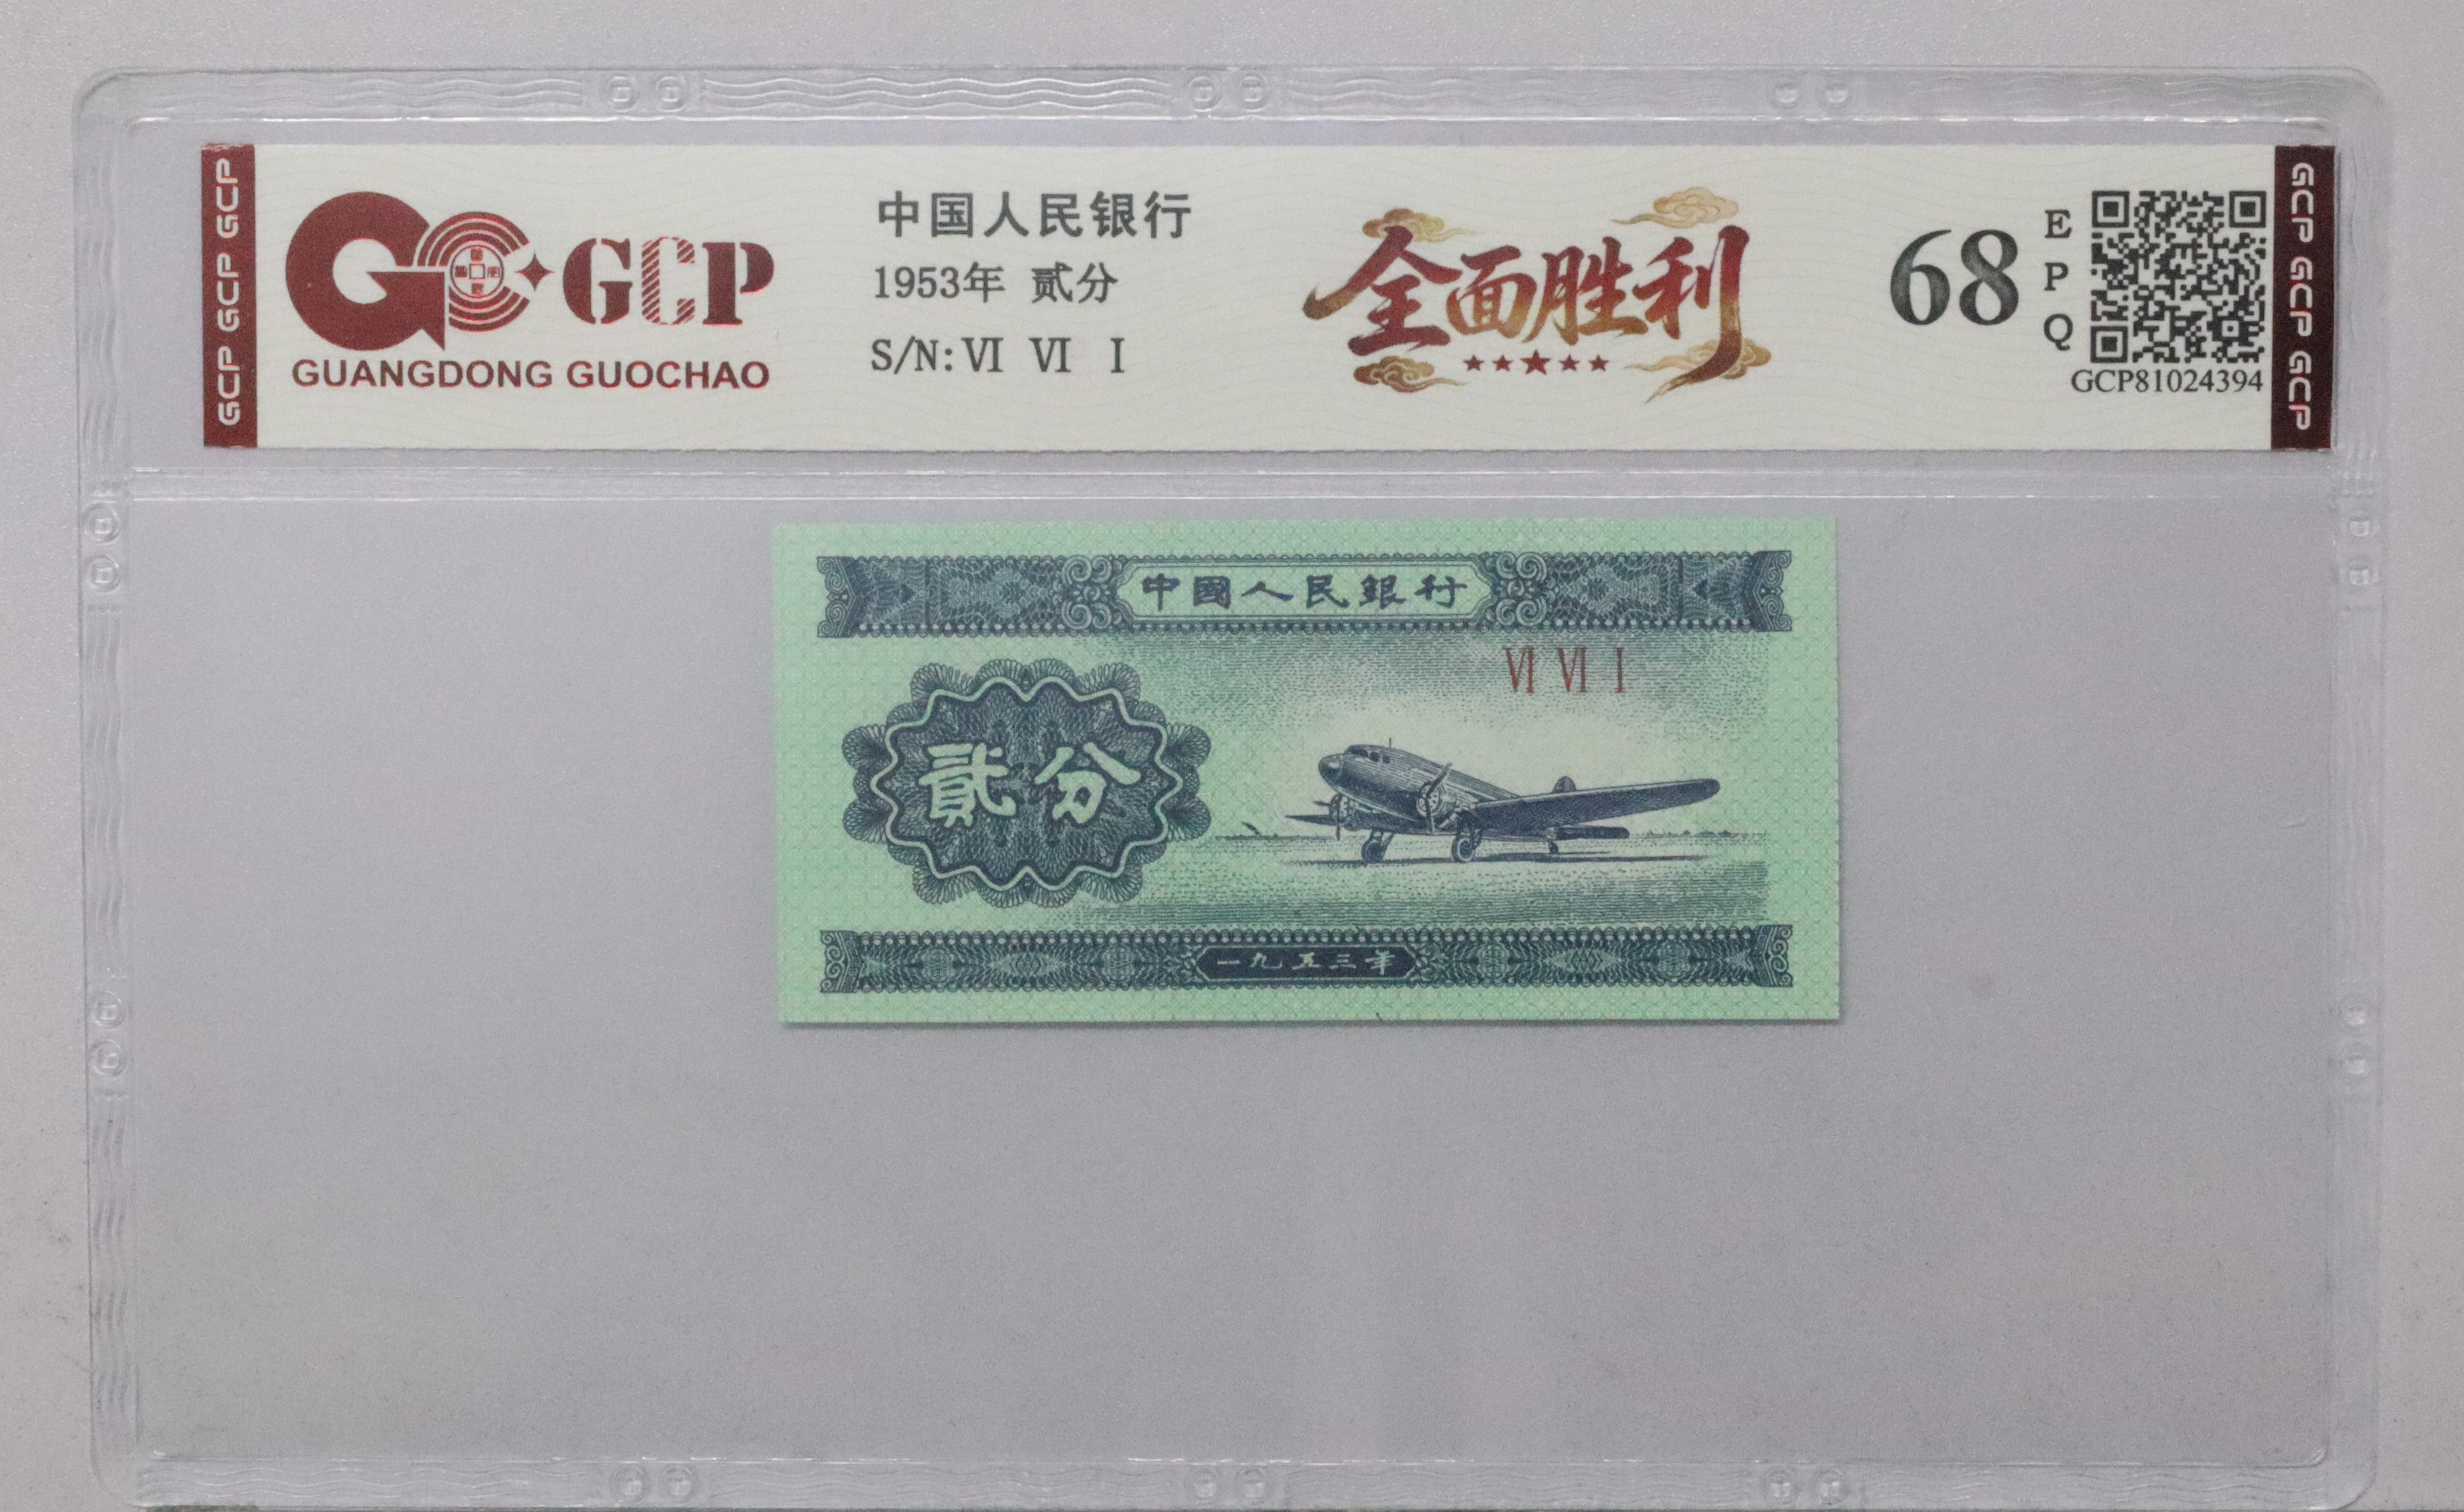 GCP GCP GCP
GCP
GUANGDONG GUOCHAO
中国人民银行
1953年 贰分
S/N: VI VI I
全面胜利
★★★★★
68
E
P
Q
GCP81024394
GCP GCP GCP
中國人民銀行
VI VI I
貳分
一九五三年